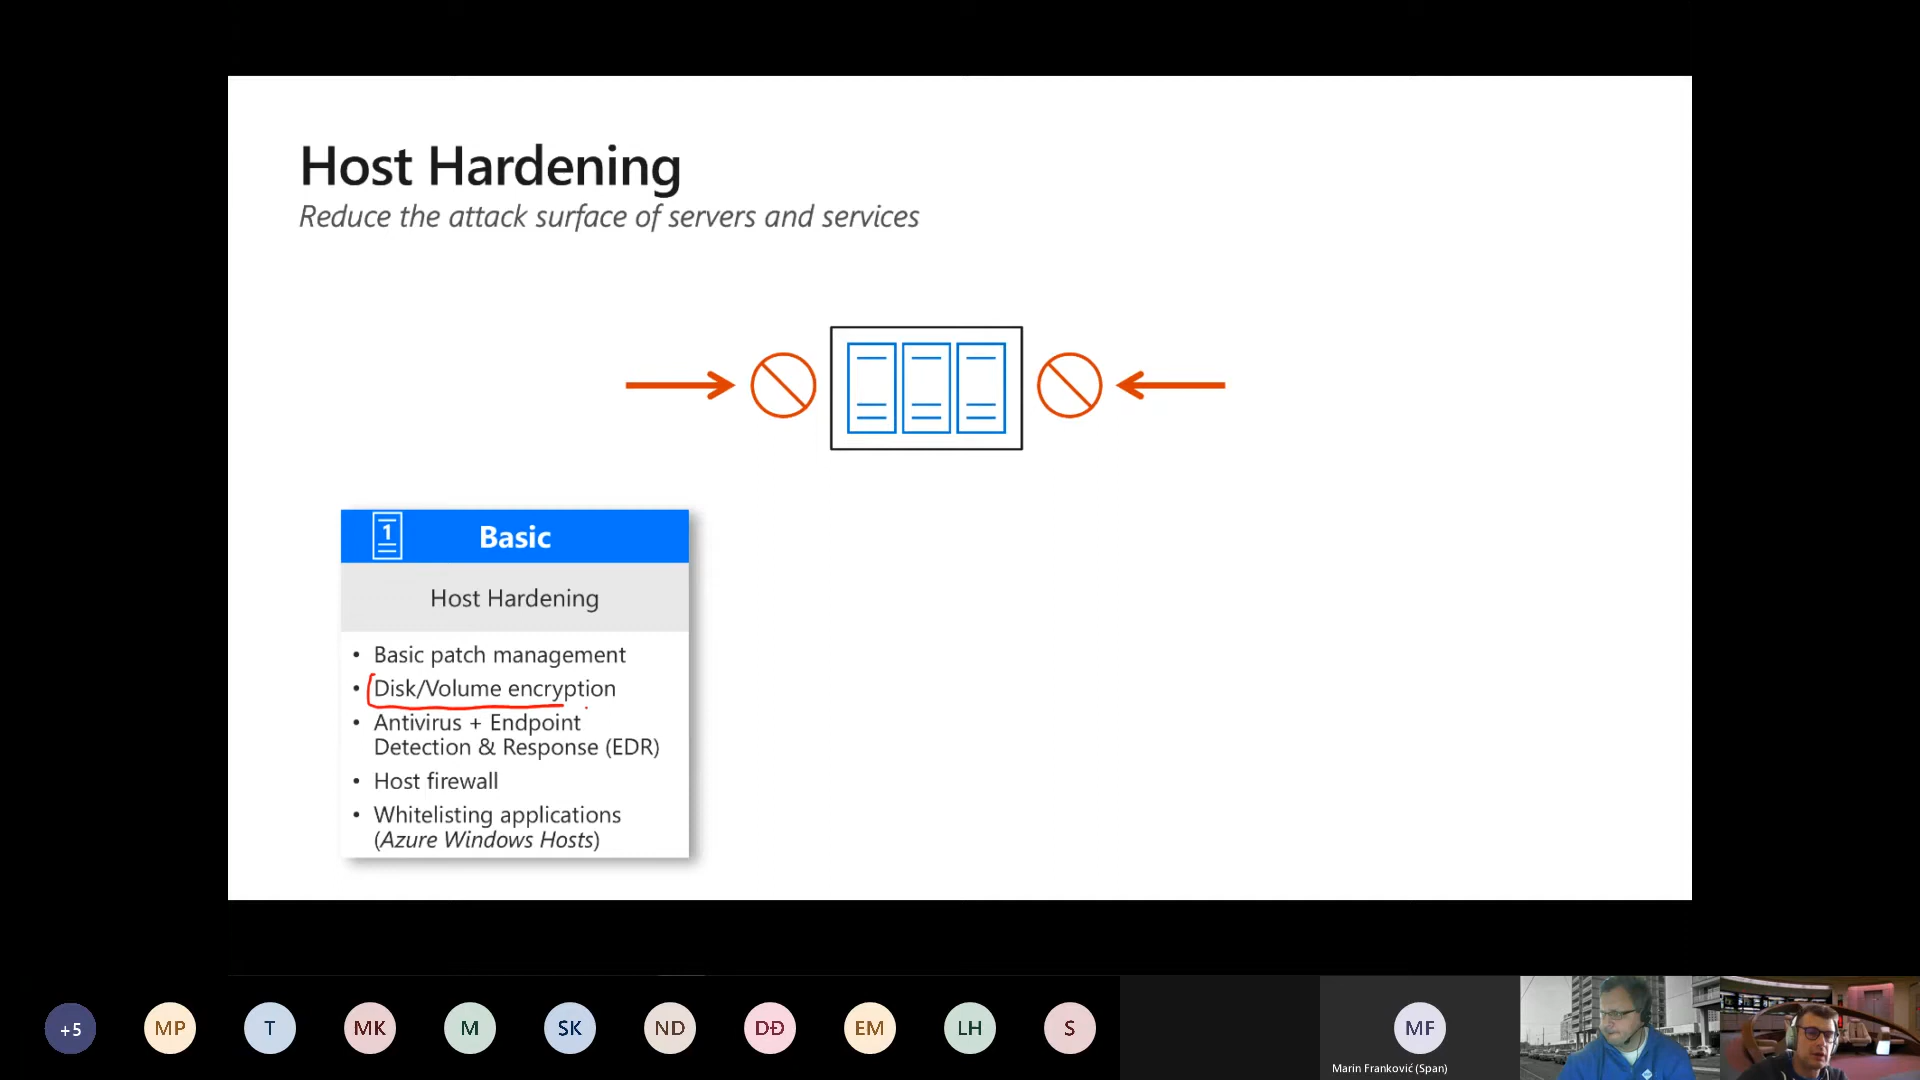 Host Hardening
Reduce the attack surface of servers and services
1
Basic
Host Hardening
• Basic patch management
• Disk/Volume encryption
• Antivirus + Endpoint
Detection & Response (EDR)
• Host firewall
• Whitelisting applications
(Azure Windows Hosts)
+5
MP
T
MK
M
SK
ND
DĐ
EM
LH
S
MF
Marin Franković (Span)